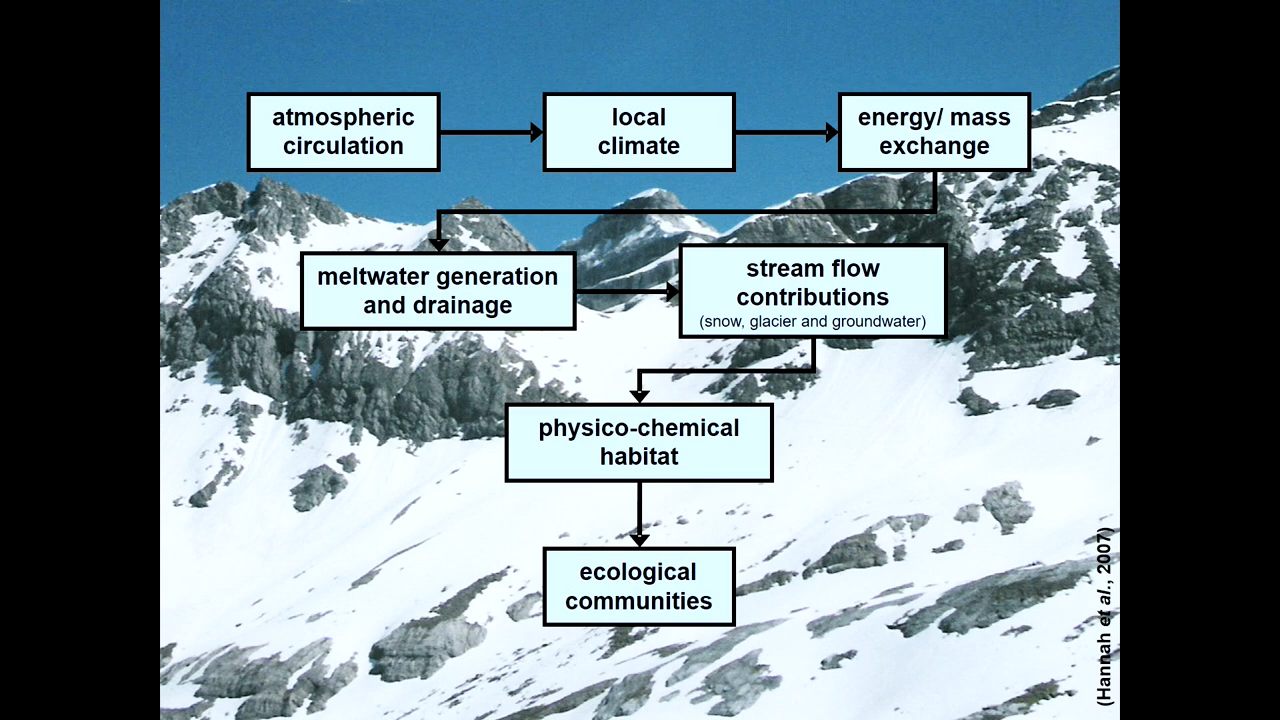 atmospheric
circulation
local
climate
energy/ mass
exchange
meltwater generation
and drainage
stream flow
contributions
(snow, glacier and groundwater)
physico-chemical
habitat
ecological
communities
(Hannah et al., 2007)